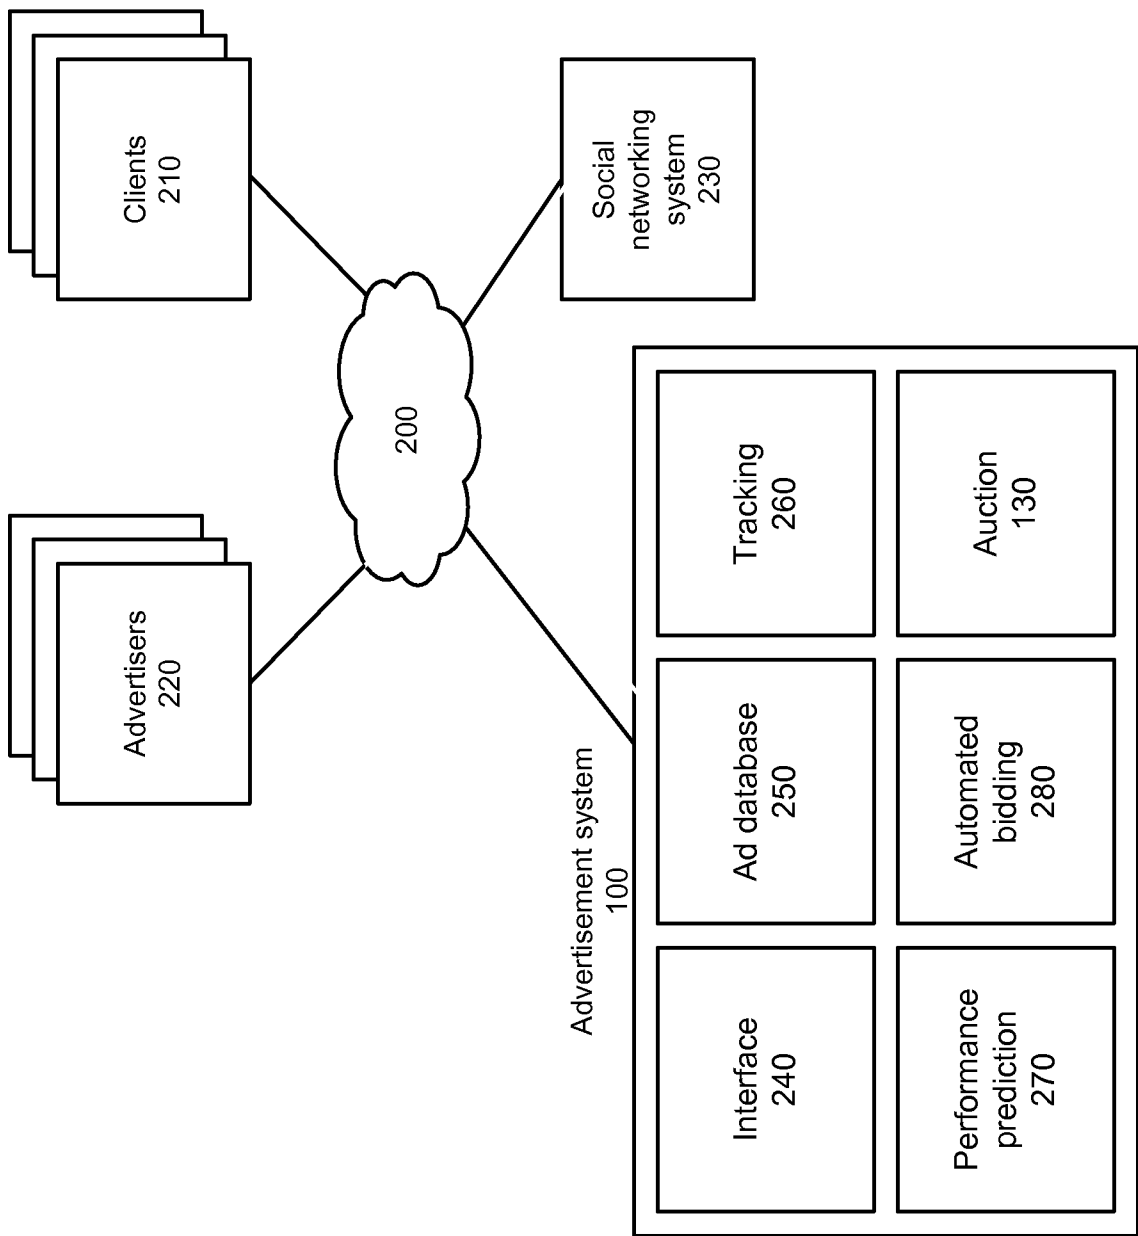 Advertisers
220
Clients
210
200
Advertisement system
100
Social
networking
system
230
Interface
240
Ad database
250
Tracking
260
Performance
prediction
270
Automated
bidding
280
Auction
130